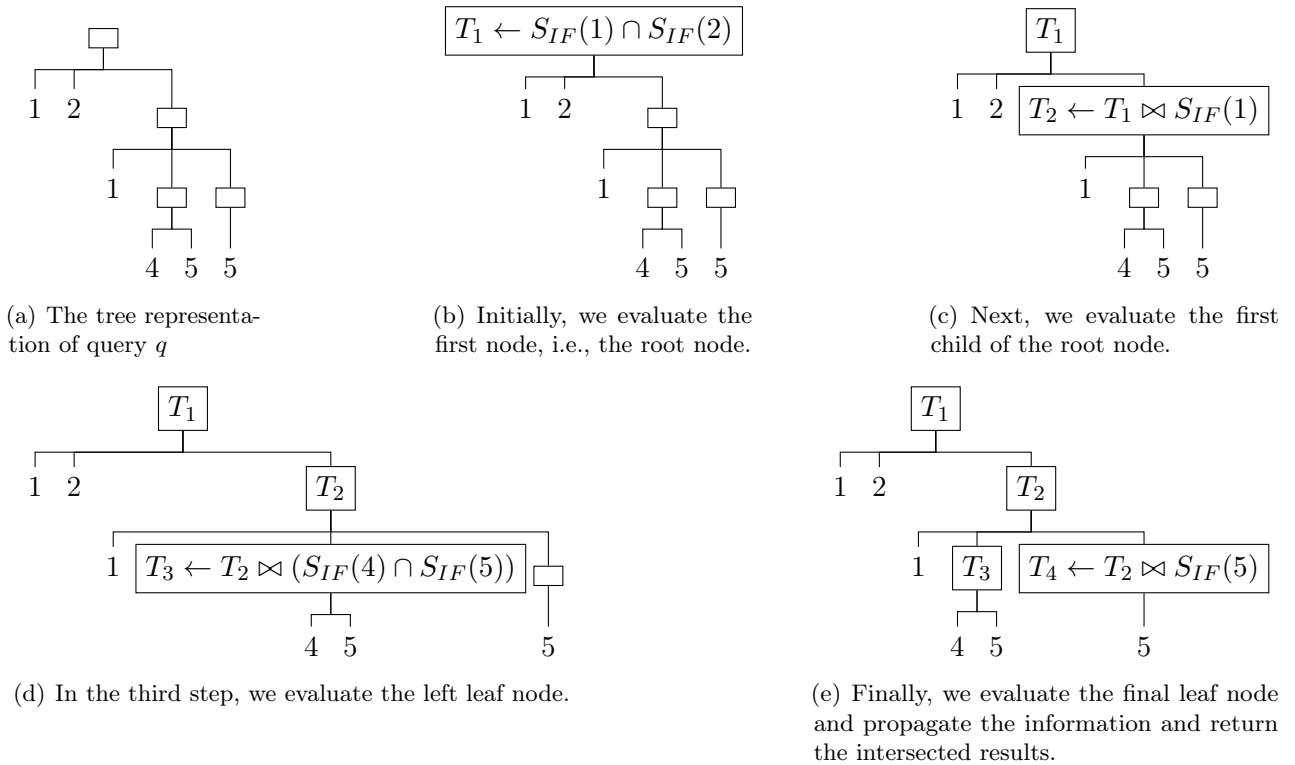 1 2
1
4 5 5
(a) The tree representa-
tion of query q
T₁ ← S_IF(1) ∩ S_IF(2)
1 2
1
4 5 5
(b) Initially, we evaluate the
first node, i.e., the root node.
T₁
1 2
T₂ ← T₁ ⋈ S_IF(1)
1
4 5 5
(c) Next, we evaluate the first
child of the root node.
T₁
1 2
T₂
1 T₃ ← T₂ ⋈ (S_IF(4) ∩ S_IF(5))
4 5 5
(d) In the third step, we evaluate the left leaf node.
T₁
1 2
T₂
1 T₃ T₄ ← T₂ ⋈ S_IF(5)
4 5 5
(e) Finally, we evaluate the final leaf node
and propagate the information and return
the intersected results.